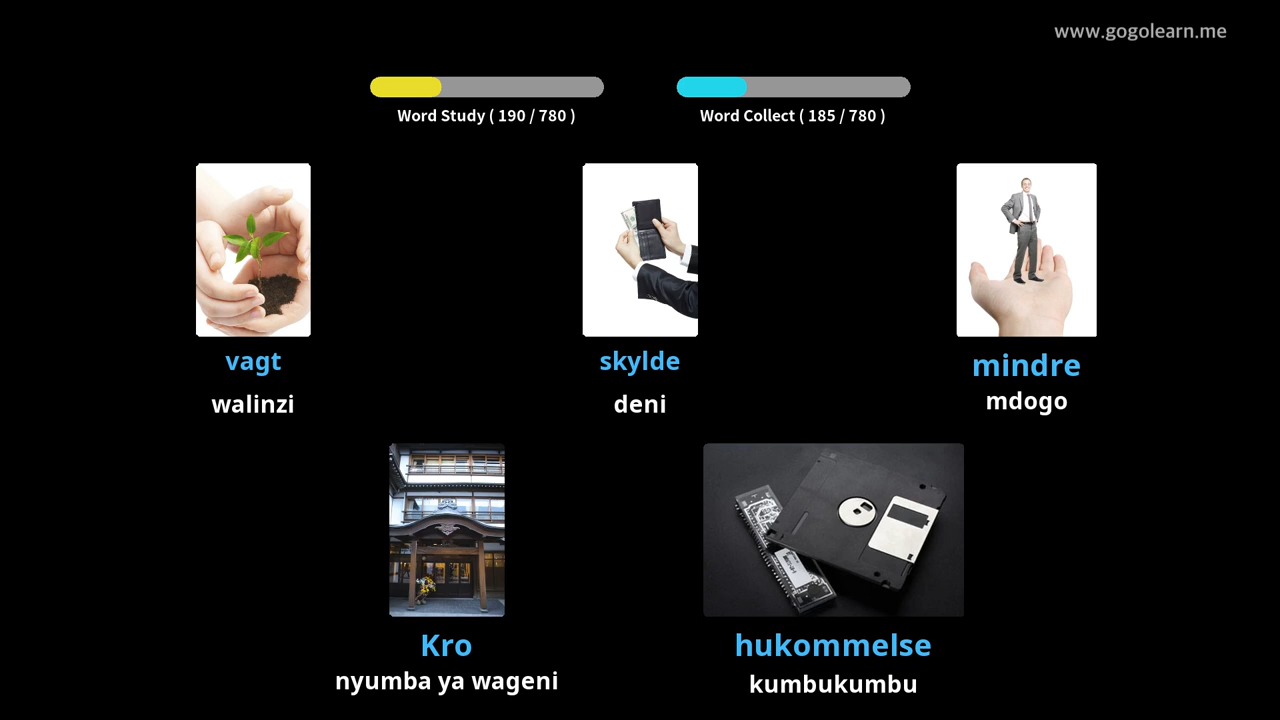 www.gogolearn.me
Word Study ( 190 / 780 )
Word Collect ( 185 / 780 )
vagt
walinzi
skylde
deni
mindre
mdogo
Kro
nyumba ya wageni
hukommelse
kumbukumbu